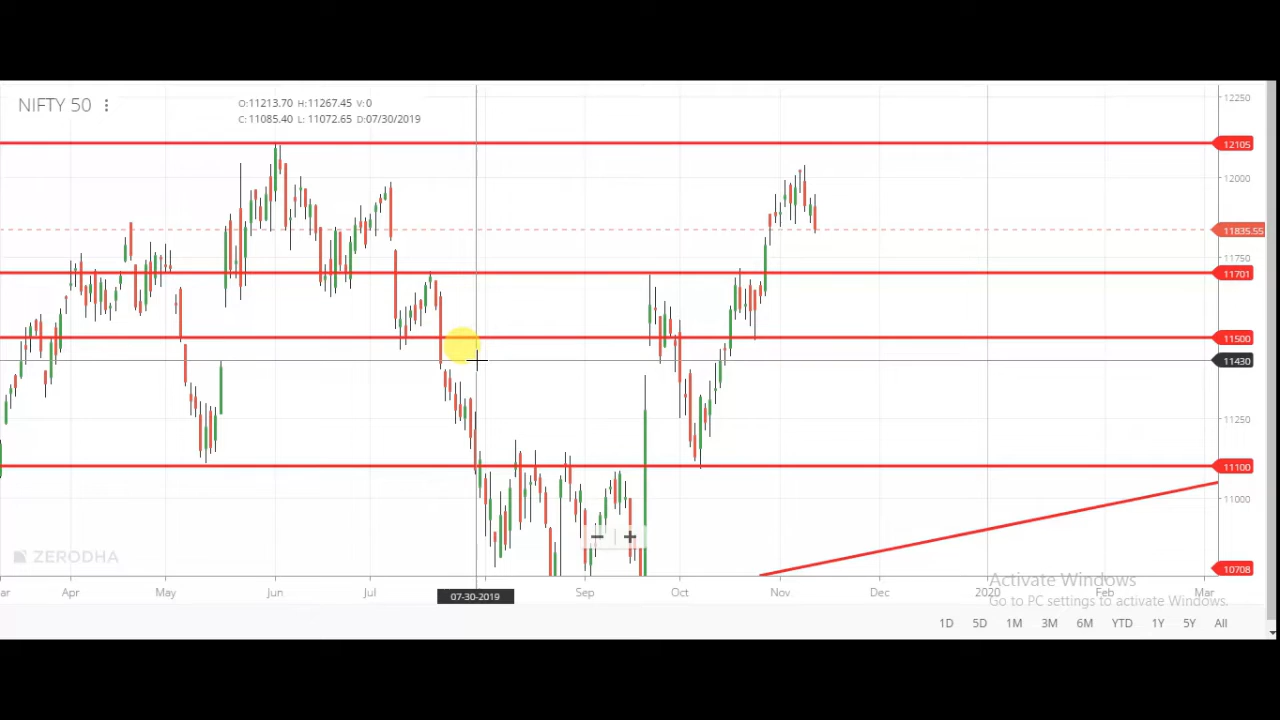 NIFTY 50
O:11213.70 H:11267.45 V:0
C:11085.40 L: 11072.65 D:07/30/2019
12250
12105
12000
11835.55
11750
11701
11500
11430
11250
11100
11000
10708
ZERODHA
ar Apr May Jun Jul 07-30-2019 Sep Oct Nov Dec 2020 Feb Mar
Activate Windows
Go to PC settings to activate Windows.
1D 5D 1M 3M 6M YTD 1Y 5Y All